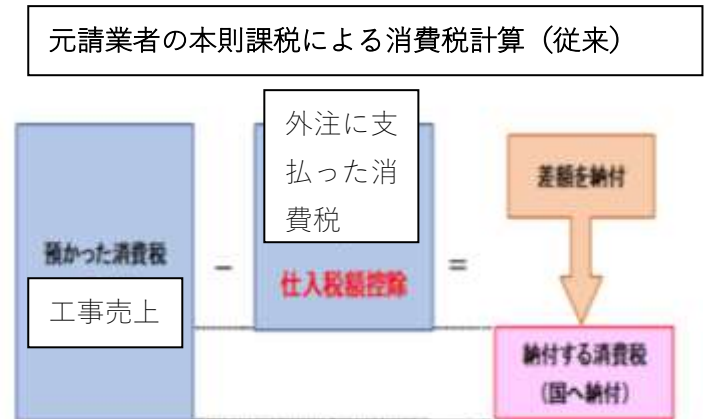 元請業者の本則課税による消費税計算（従来）
外注に支
払った消
費税
差額を納付
預かった消費税
－
仕入税額控除
＝
工事売上
納付する消費税
（国へ納付）